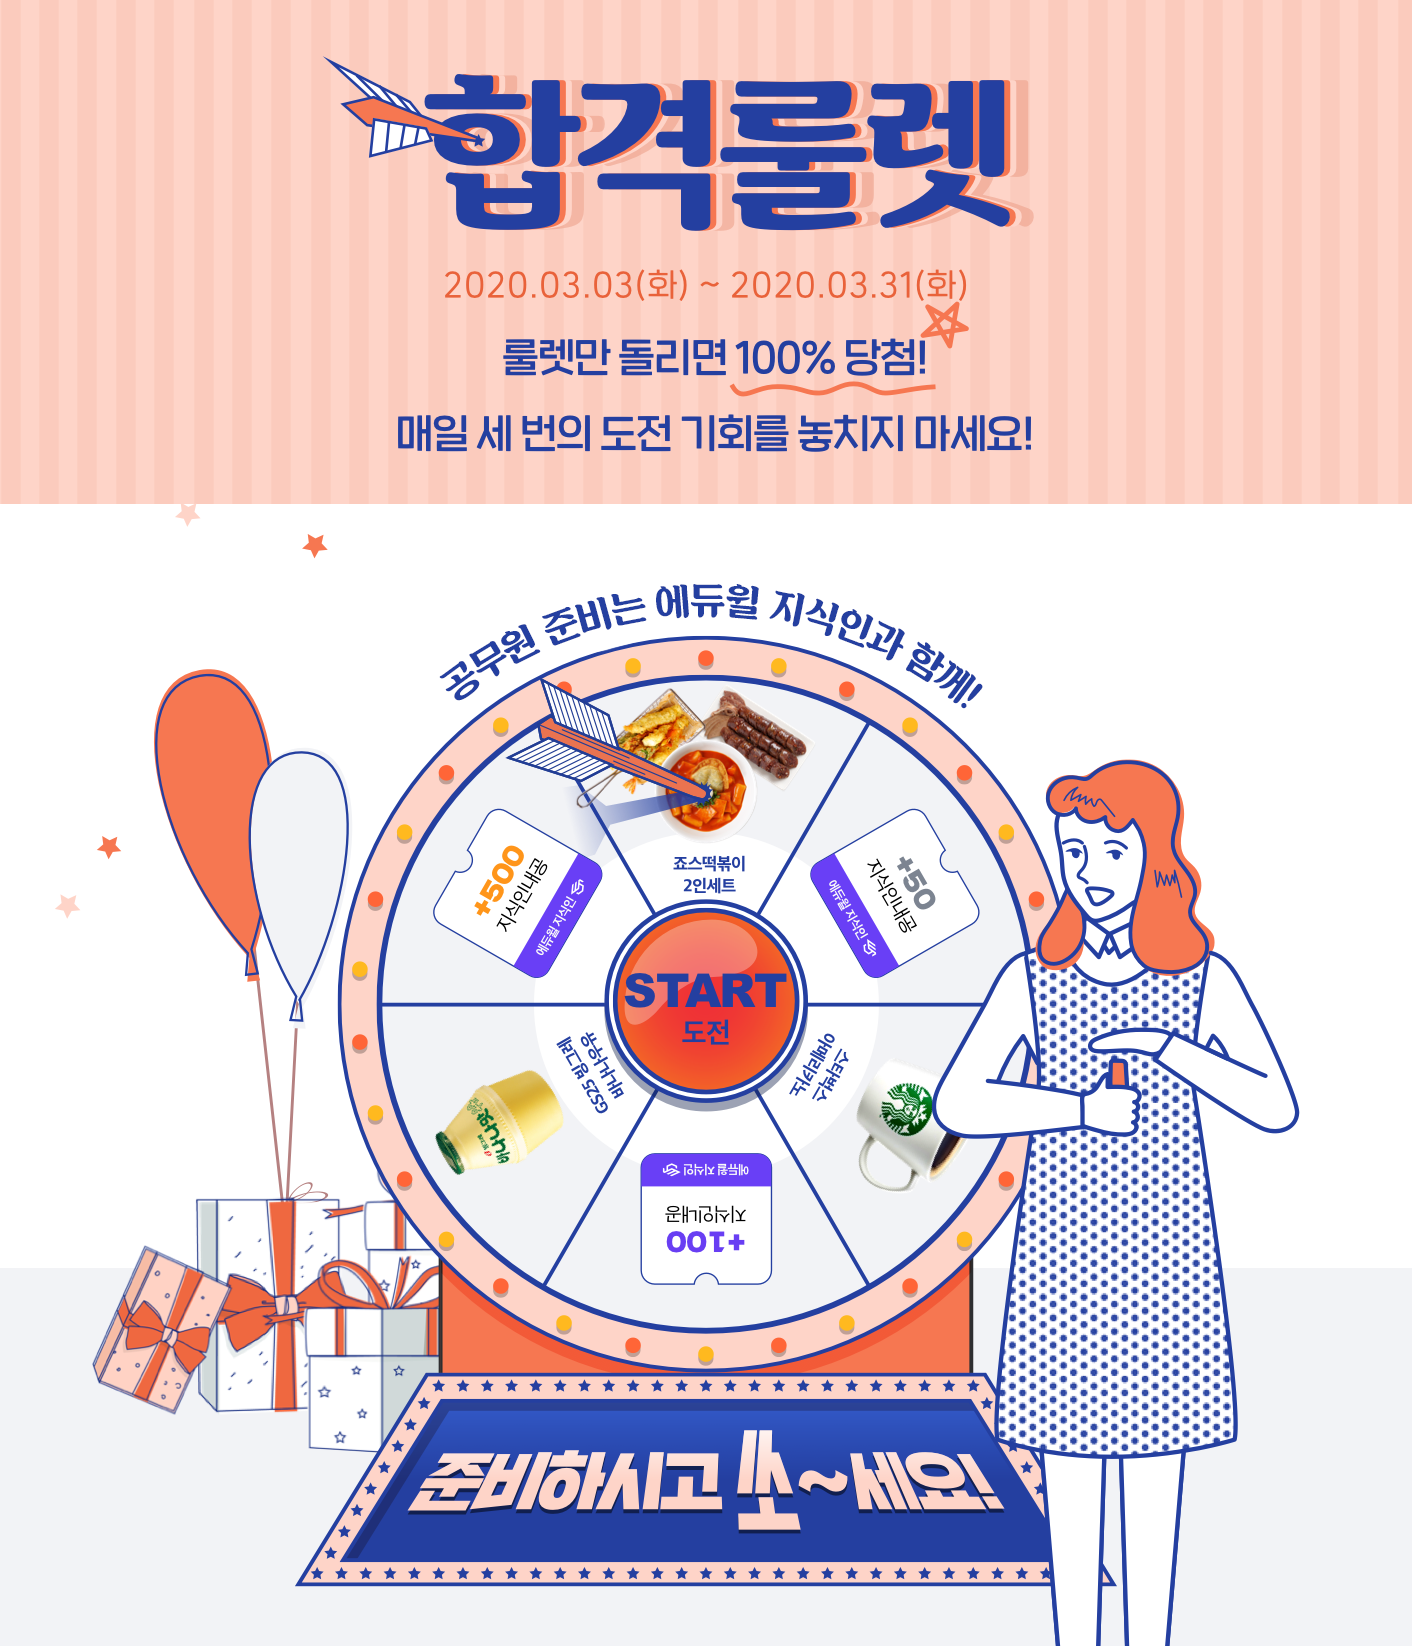 합격룰렛
2020.03.03(화) ~ 2020.03.31(화)
룰렛만 돌리면 100% 당첨!
매일 세 번의 도전 기회를 놓치지 마세요!
공무원 준비는 에듀윌 지식인과 함께!
죠스떡볶이
2인세트
+50
지식인내공
에듀윌 지식인
스타벅스
아메리카노
에듀윌 지식인
지식인내공
+100
GS25 빙그레
바나나우유
바나나맛
+500
지식인내공
에듀윌 지식인
START
도전
준비하시고 쏘~세요!